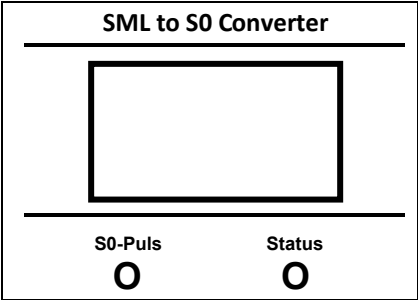 SML to S0 Converter
S0-Puls Status
O O